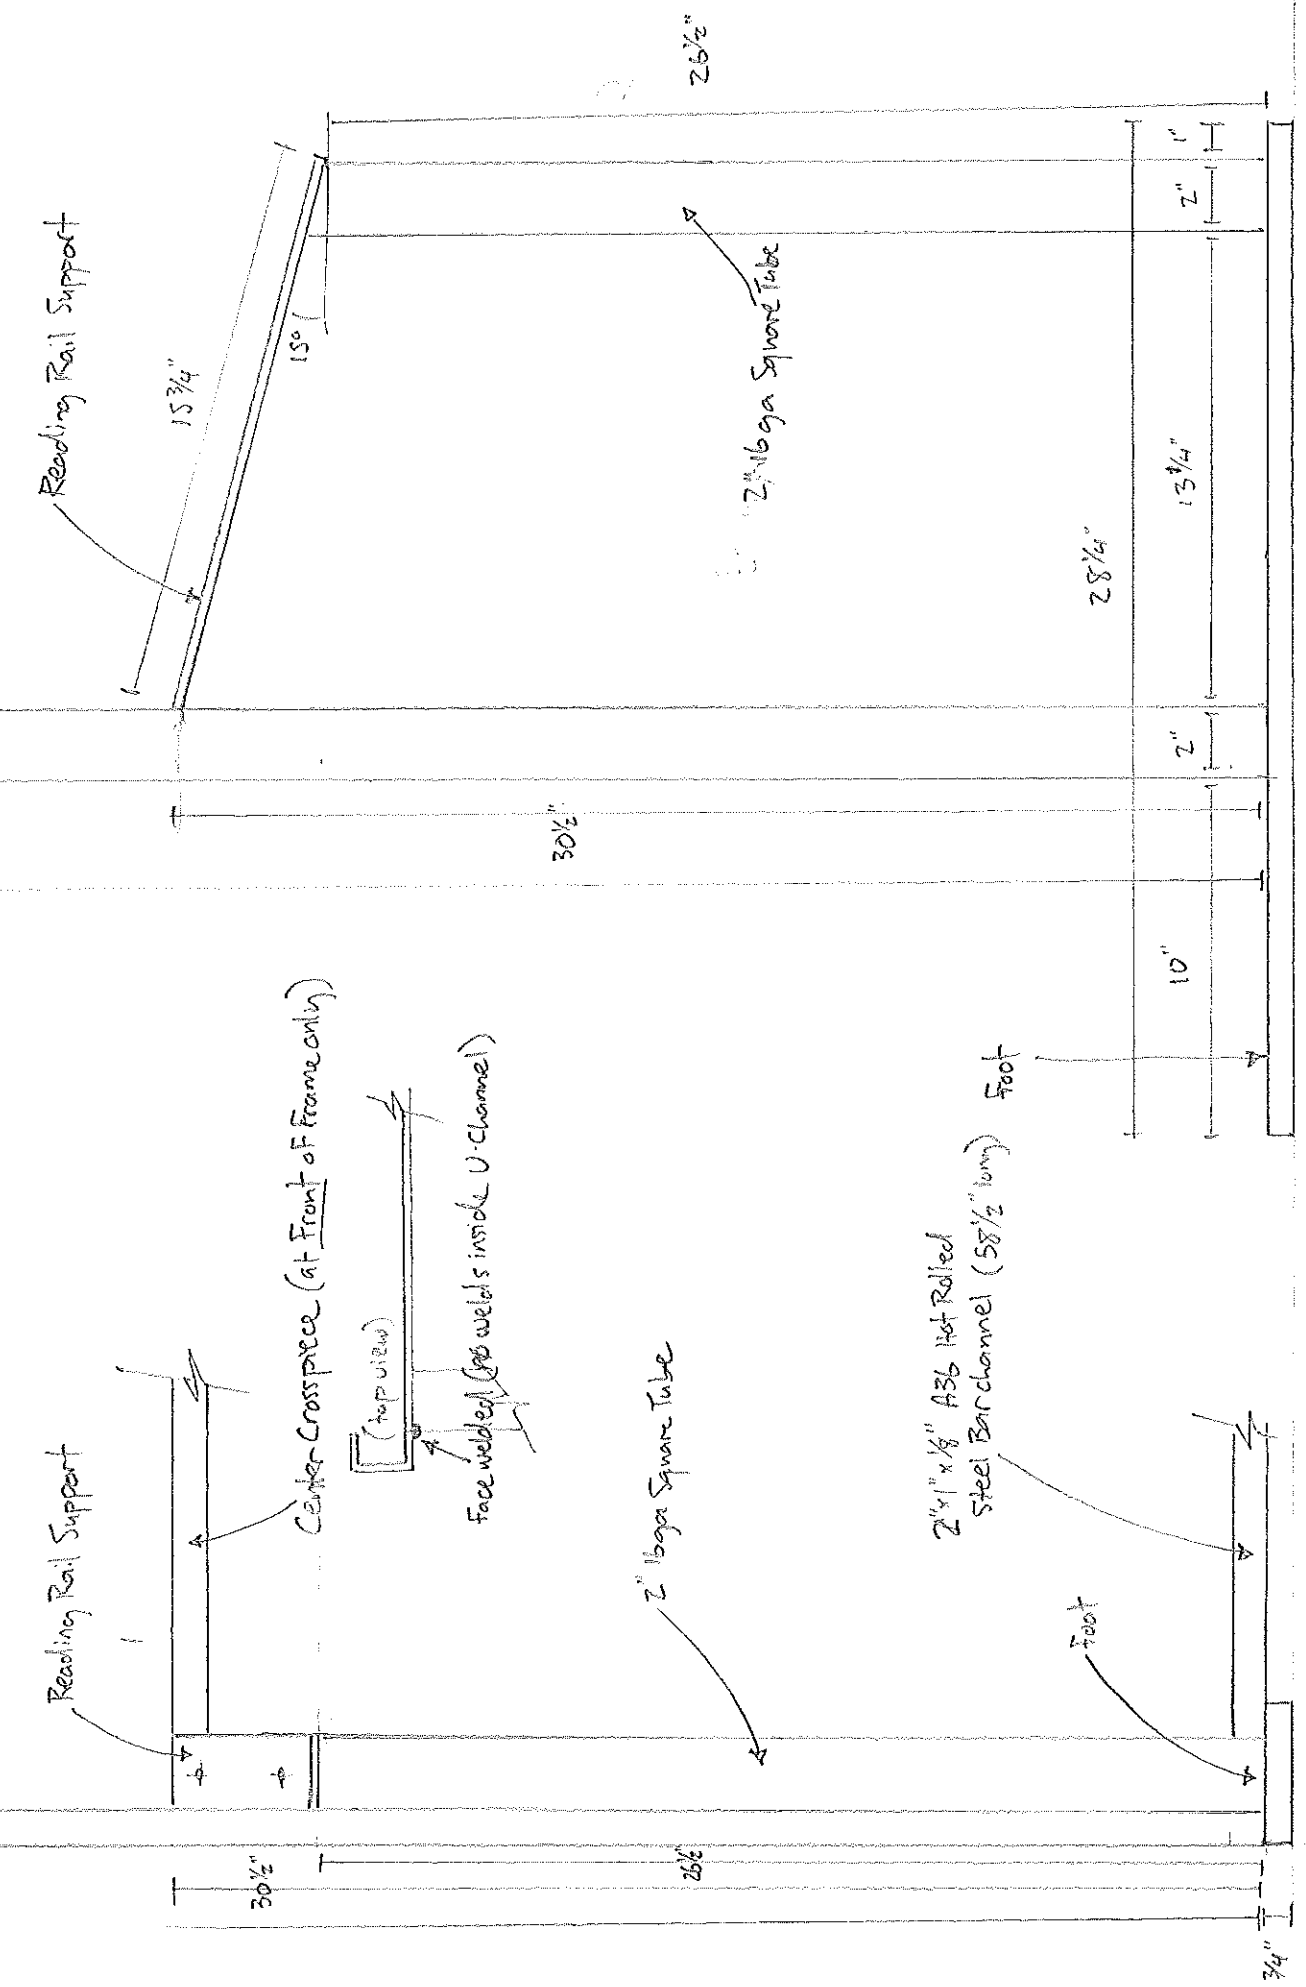 Reading Rail Support
15 3/4"
15°
26 1/2"
2" 16ga Square Tube
30 1/2"
28 1/4"
10"
2"
13 1/4"
2"
1"
Foot
Reading Rail Support
Center Crosspiece (at Front of Frame only)
(top view)
Face welded (no welds inside U-Channel)
2" 16ga Square Tube
2"x1"x1/8" A36 Hot Rolled
Steel Bar channel (58 1/2" long)
Foot
30 1/2"
26 1/2
3/4"